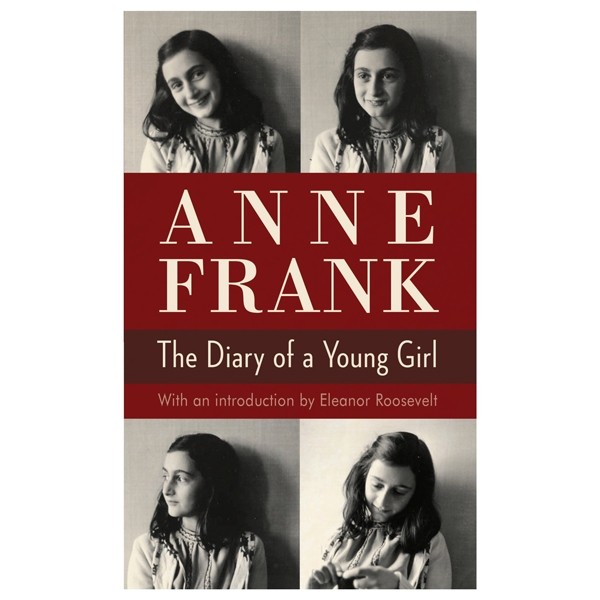 ANNE
FRANK
The Diary of a Young Girl
With an introduction by Eleanor Roosevelt